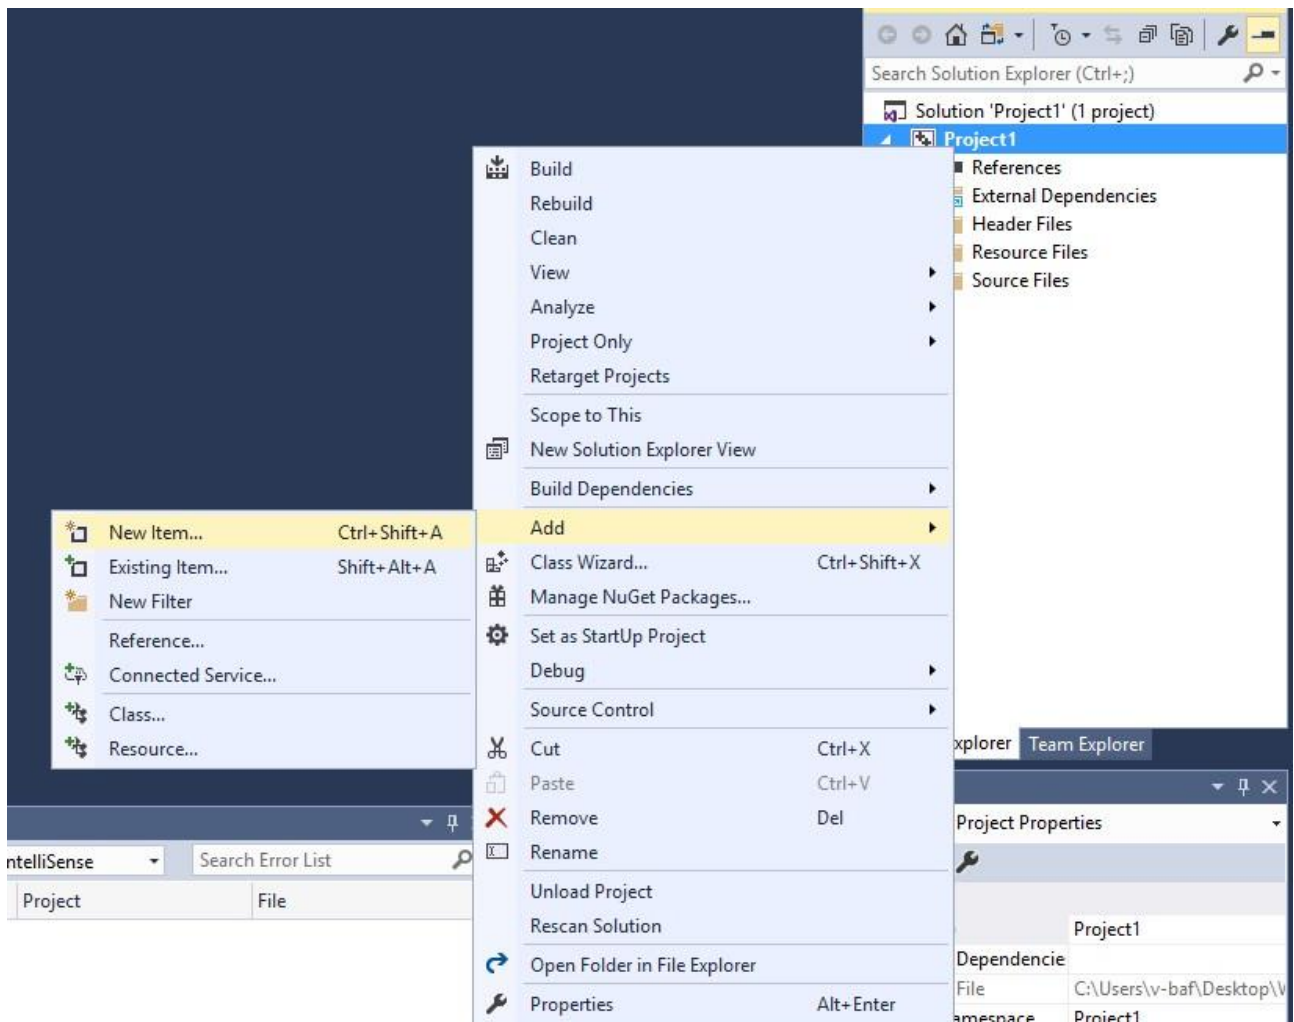 Search Solution Explorer (Ctrl+;)
Solution 'Project1' (1 project)
Project1
References
External Dependencies
Header Files
Resource Files
Source Files
Build
Rebuild
Clean
View
Analyze
Project Only
Retarget Projects
Scope to This
New Solution Explorer View
Build Dependencies
Add
Class Wizard... Ctrl+Shift+X
Manage NuGet Packages...
Set as StartUp Project
Debug
Source Control
Cut Ctrl+X
Paste Ctrl+V
Remove Del
Rename
Unload Project
Rescan Solution
Open Folder in File Explorer
Properties Alt+Enter
New Item... Ctrl+Shift+A
Existing Item... Shift+Alt+A
New Filter
Reference...
Connected Service...
Class...
Resource...
xplorer Team Explorer
Project Properties
Project1
Dependencie
File C:\Users\v-baf\Desktop\V
amespace Project1
ntelliSense Search Error List
Project File